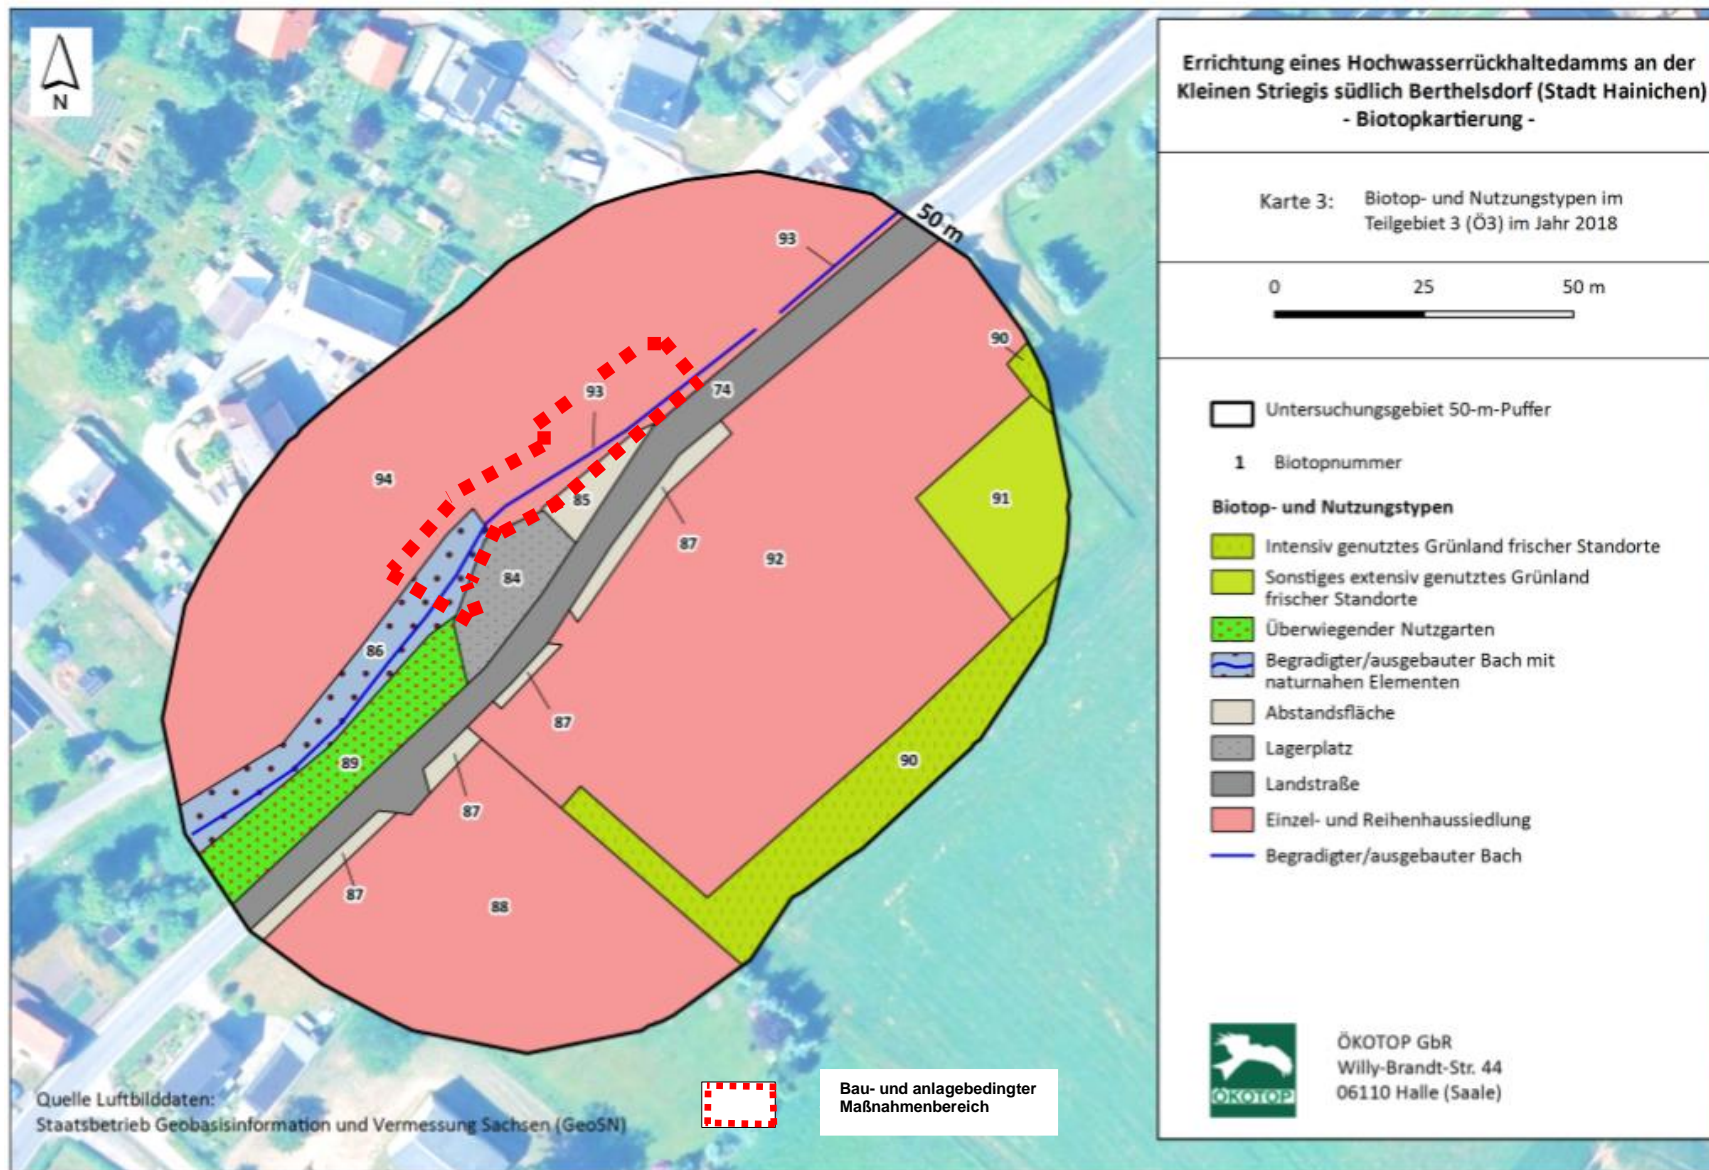 N
Errichtung eines Hochwasserrückhaltedamms an der
Kleinen Striegis südlich Berthelsdorf (Stadt Hainichen)
- Biotopkartierung -
Karte 3:
Biotop- und Nutzungstypen im
Teilgebiet 3 (Ö3) im Jahr 2018
0 25 50 m
Untersuchungsgebiet 50-m-Puffer
1 Biotopnummer
Biotop- und Nutzungstypen
Intensiv genutztes Grünland frischer Standorte
Sonstiges extensiv genutztes Grünland
frischer Standorte
Überwiegender Nutzgarten
Begradigter/ausgebauter Bach mit
naturnahen Elementen
Abstandsfläche
Lagerplatz
Landstraße
Einzel- und Reihenhaussiedlung
Begradigter/ausgebauter Bach
ÖKOTOP
ÖKOTOP GbR
Willy-Brandt-Str. 44
06110 Halle (Saale)
50 m
93
90
93
74
94
85
91
87
92
84
86
87
89
90
87
87
88
Quelle Luftbilddaten:
Staatsbetrieb Geobasisinformation und Vermessung Sachsen (GeoSN)
Bau- und anlagebedingter
Maßnahmenbereich